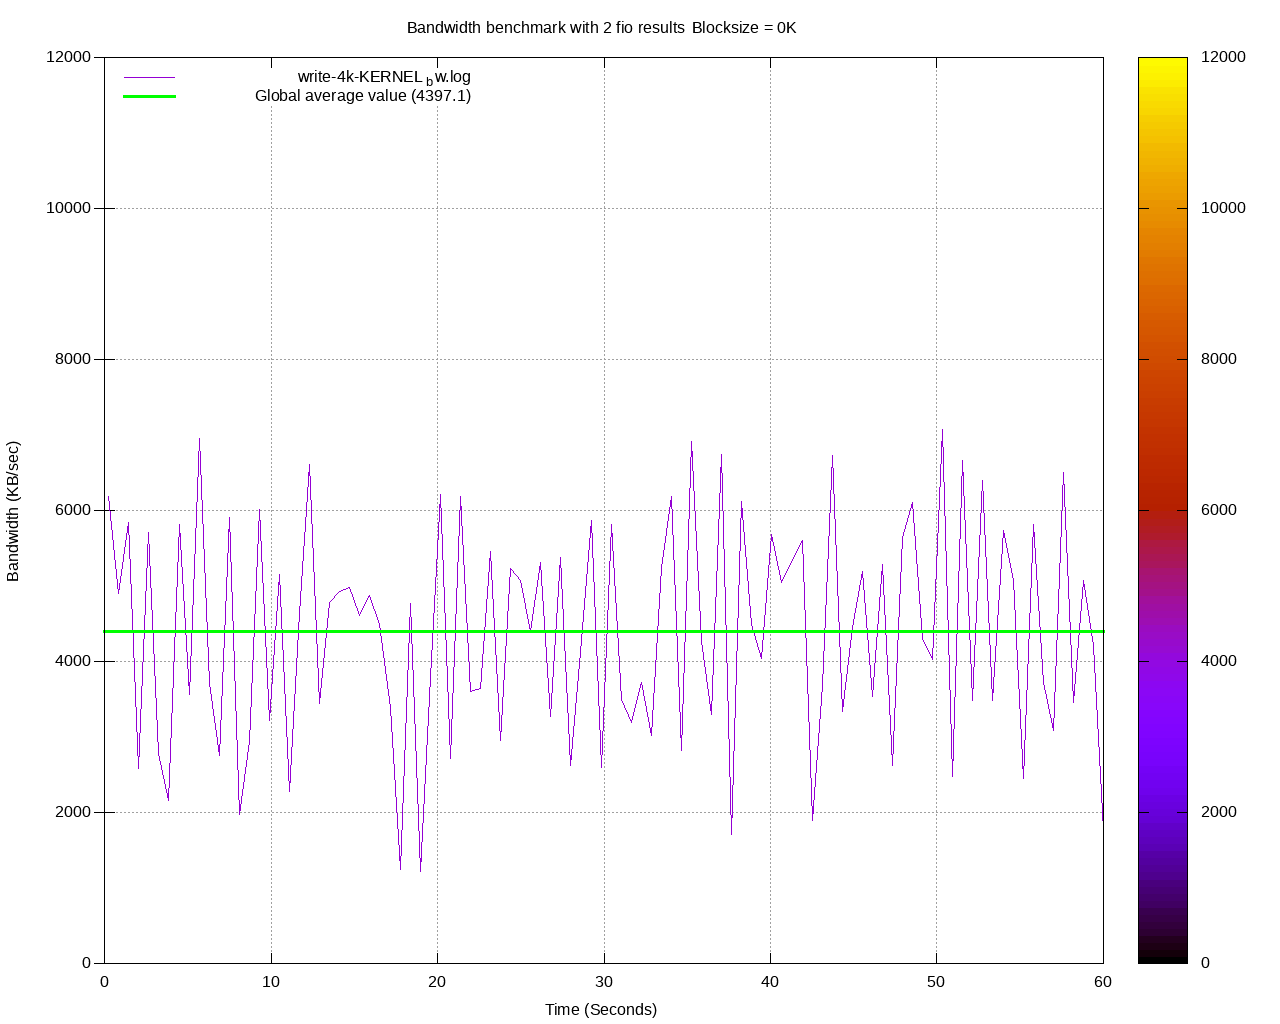 Bandwidth benchmark with 2 fio results Blocksize = 0K
12000
10000
8000
6000
4000
2000
0
write-4k-KERNEL_bw.log
Global average value (4397.1)
Bandwidth (KB/sec)
0 10 20 30 40 50 60
Time (Seconds)
12000
10000
8000
6000
4000
2000
0